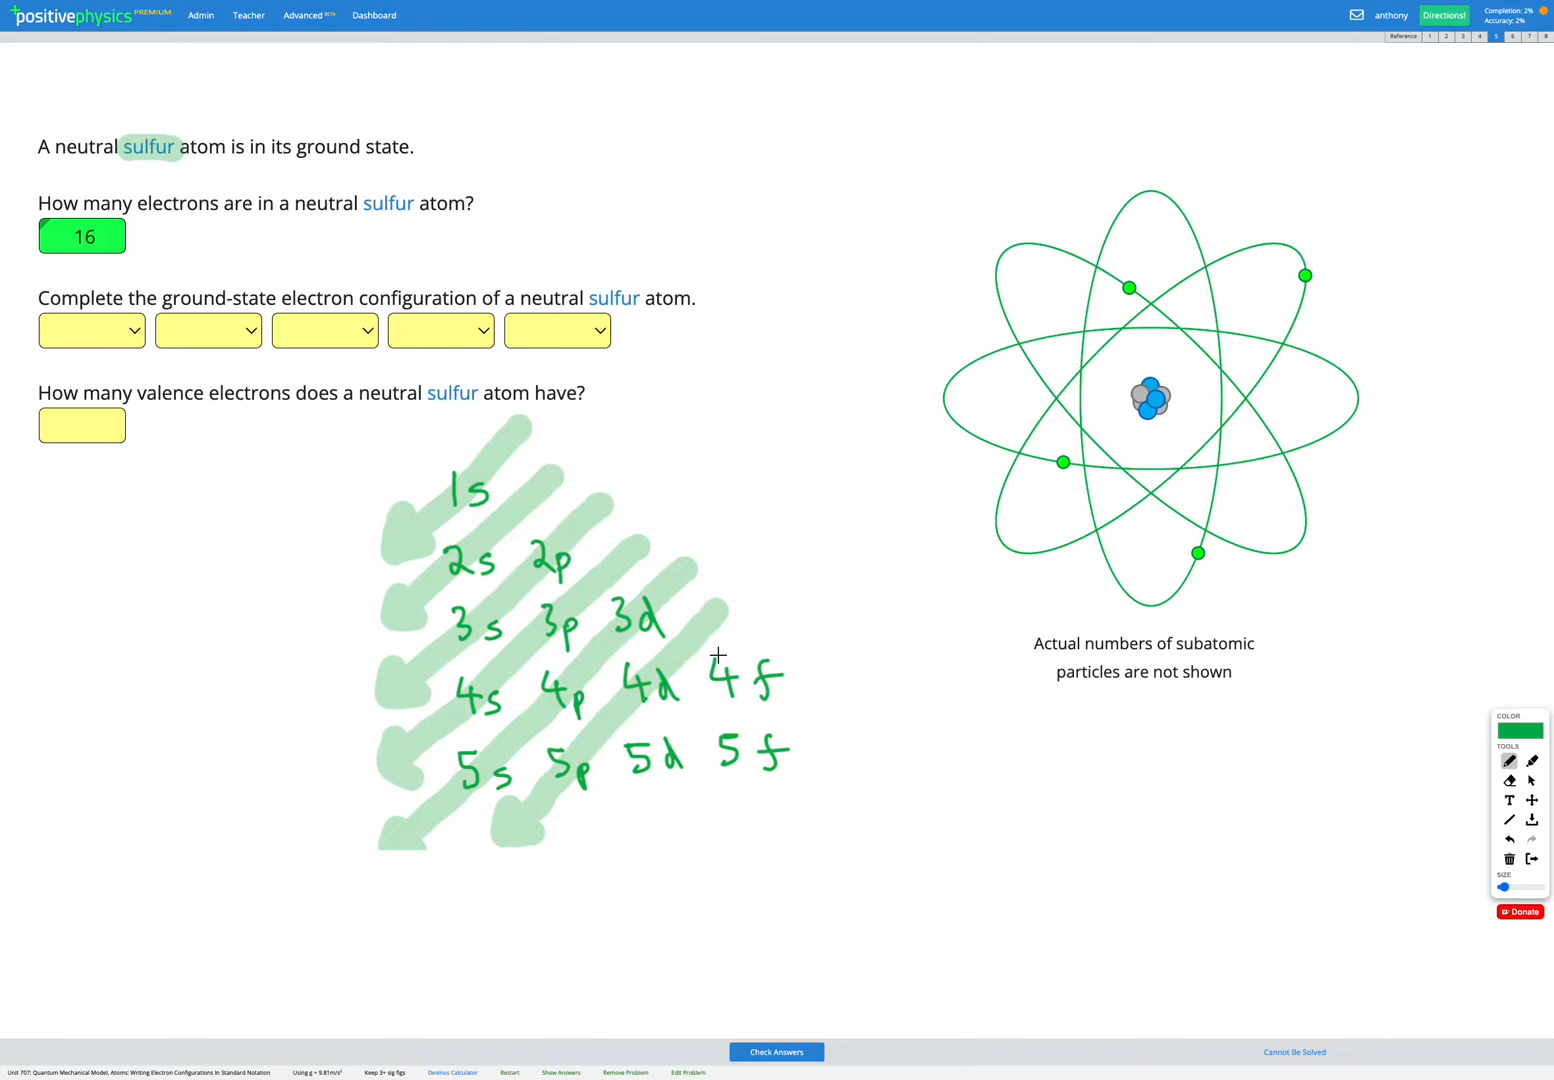 +positivephysics PREMIUM Admin Teacher Advanced BETA Dashboard anthony Directions! Completion: 2%
Accuracy: 2%
Reference 1 2 3 4 5 6 7 8
A neutral sulfur atom is in its ground state.
How many electrons are in a neutral sulfur atom?
16
Complete the ground-state electron configuration of a neutral sulfur atom.
How many valence electrons does a neutral sulfur atom have?
1s
2s 2p
3s 3p 3d
4s 4p 4d 4f
5s 5p 5d 5f
Actual numbers of subatomic
particles are not shown
COLOR
TOOLS
T
SIZE
Donate
Check Answers Cannot Be Solved
Unit 707: Quantum Mechanical Model, Atoms: Writing Electron Configurations In Standard Notation Using g = 9.81m/s² Keep 3+ sig figs Desmos Calculator Restart Show Answers Remove Problem Edit Problem